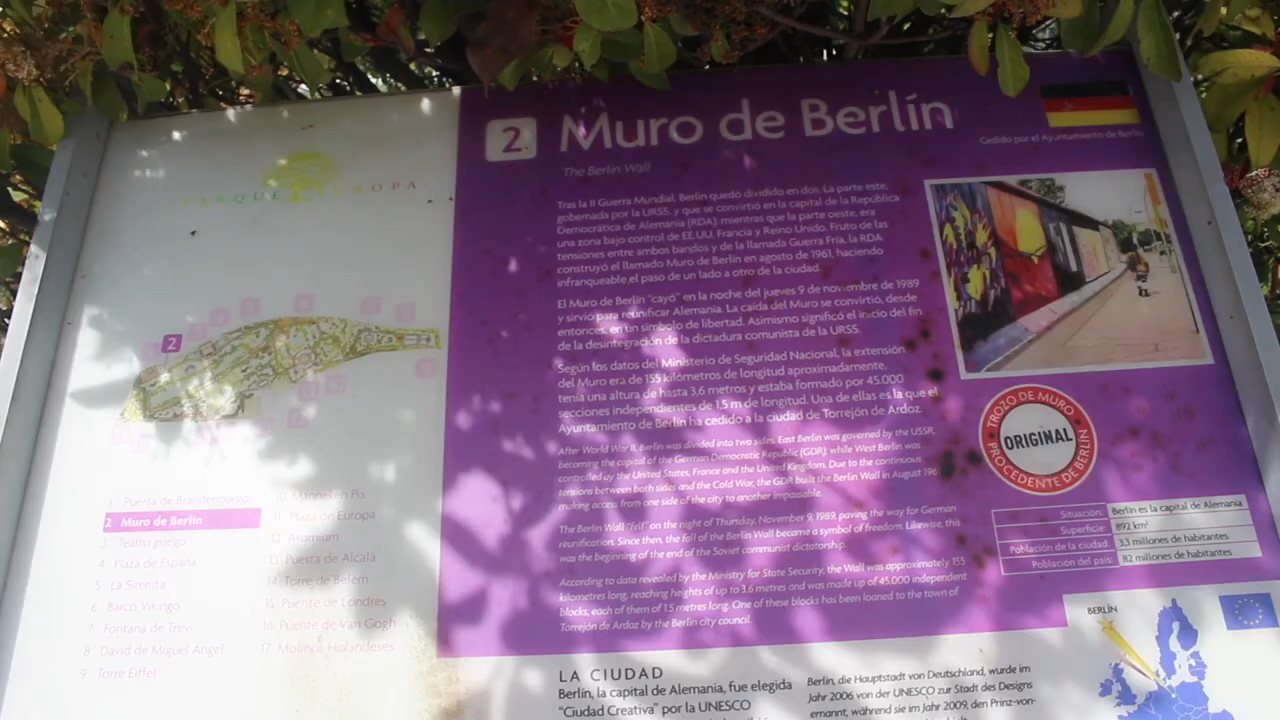 PARQUE EUROPA
2
1 Puerta de Brandenburgo
2 Muro de Berlín
3 Teatro griego
4 Plaza de España
5 La Sirenita
6 Barco Vikingo
7 Fontana de Trevi
8 David de Miguel Ángel
9 Torre Eiffel
10 Manneken Pis
11 Plaza de Europa
12 Atomium
13 Puerta de Alcalá
14 Torre de Belem
15 Puente de Londres
16 Puente de Van Gogh
17 Molinos Holandeses
2. Muro de Berlín
The Berlin Wall
Cedido por el Ayuntamiento de Berlín
Tras la II Guerra Mundial, Berlín quedó dividido en dos. La parte este,
gobernada por la URSS, y que se convirtió en la capital de la República
Democrática de Alemania (RDA); mientras que la parte oeste, era
una zona bajo control de EE.UU, Francia y Reino Unido. Fruto de las
tensiones entre ambos bandos y de la llamada Guerra Fría, la RDA
construyó el llamado Muro de Berlín en agosto de 1961, haciendo
infranqueable el paso de un lado a otro de la ciudad.
El Muro de Berlín "cayó" en la noche del jueves 9 de noviembre de 1989
y sirvió para reunificar Alemania. La caída del Muro se convirtió, desde
entonces, en un símbolo de libertad. Asimismo significó el inicio del fin
de la desintegración de la dictadura comunista de la URSS.
Según los datos del Ministerio de Seguridad Nacional, la extensión
del Muro era de 155 kilómetros de longitud aproximadamente,
tenía una altura de hasta 3,6 metros y estaba formado por 45.000
secciones independientes de 1,5 m de longitud. Una de ellas es la que el
Ayuntamiento de Berlín ha cedido a la ciudad de Torrejón de Ardoz.
After World War II, Berlin was divided into two sides. East Berlin was governed by the USSR,
becoming the capital of the German Democratic Republic (GDR); while West Berlin was
controlled by the United States, France and the United Kingdom. Due to the continuous
tensions between both sides and the Cold War, the GDR built the Berlin Wall in August 1961
making access from one side of the city to another impassable.
The Berlin Wall "fell" on the night of Thursday, November 9, 1989, paving the way for German
reunification. Since then, the fall of the Berlin Wall became a symbol of freedom. Likewise, this
was the beginning of the end of the Soviet communist dictatorship.
According to data revealed by the Ministry for State Security, the Wall was approximately 155
kilometres long, reaching heights of up to 3.6 metres and was made up of 45.000 independent
blocks, each of them of 1.5 metres long. One of these blocks has been loaned to the town of
Torrejón de Ardoz by the Berlin city council.
TROZO DE MURO
ORIGINAL
PROCEDENTE DE BERLÍN
Situación: Berlín es la capital de Alemania
Superficie: 892 km²
Población de la ciudad: 3,3 millones de habitantes
Población del país: 82 millones de habitantes
BERLÍN
LA CIUDAD
Berlín, la capital de Alemania, fue elegida
"Ciudad Creativa" por la UNESCO
Berlin, die Hauptstadt von Deutschland, wurde im
Jahr 2006 von der UNESCO zur Stadt des Designs
ernannt, während sie im Jahr 2009, den Prinz-von-